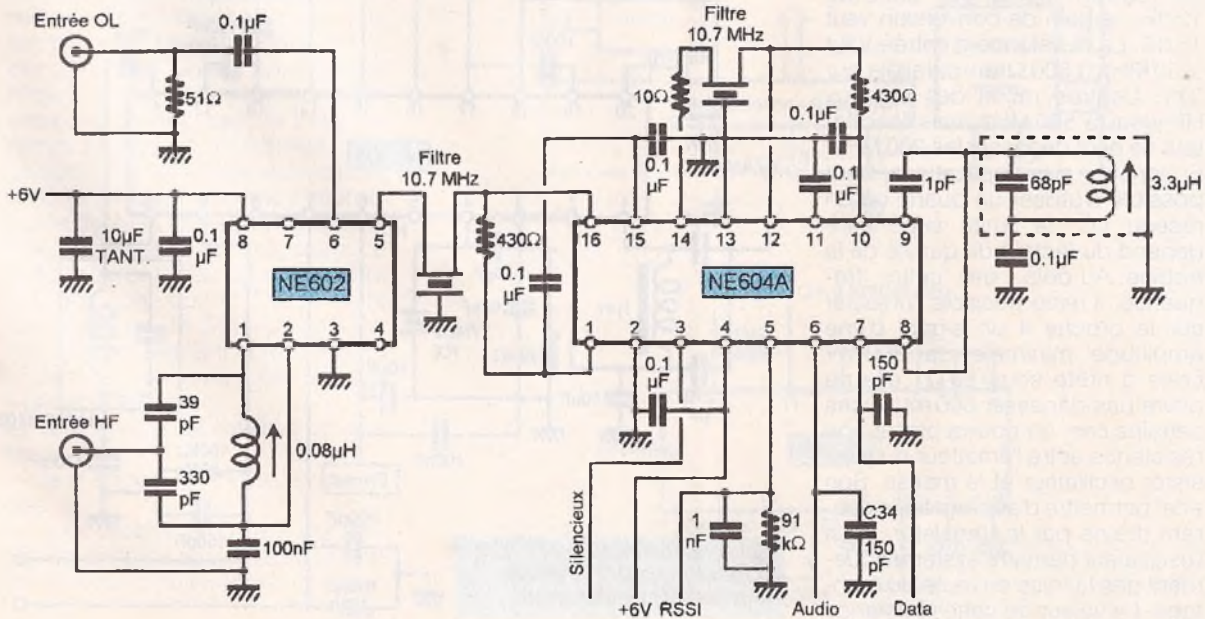 Entrée OL
0.1µF
51Ω
+6V
10µF
TANT.
0.1
µF
8 7 6 5
NE602
1 2 3 4
Entrée HF
39
pF
330
pF
0.08µH
100nF
Filtre
10.7 MHz
430Ω
0.1
µF
Filtre
10.7 MHz
10Ω
0.1
µF
0.1µF
430Ω
0.1
µF
1pF
68pF
3.3µH
0.1µF
16 15 14 13 12 11 10 9
NE604A
1 2 3 4 5 6 7 8
0.1
µF
150
pF
Silencieux
1
nF
91
kΩ
C34
150
pF
+6V RSSI Audio Data